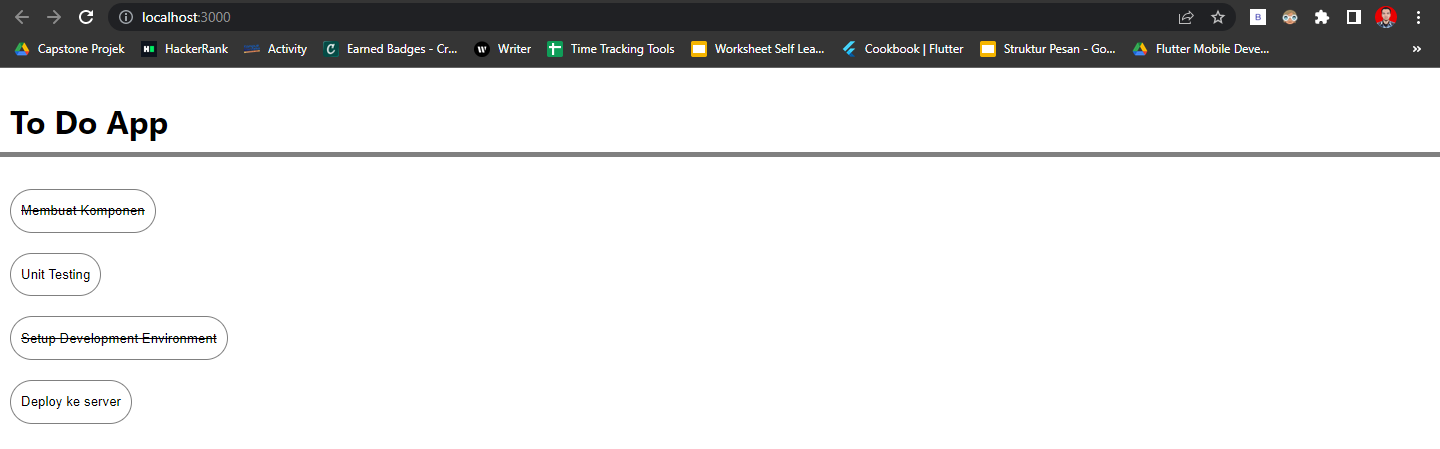 localhost:3000
B
Capstone Projek H HackerRank Activity C Earned Badges - Cr... W Writer Time Tracking Tools Worksheet Self Lea... Cookbook | Flutter Struktur Pesan - Go... Flutter Mobile Deve... »
To Do App
Membuat Komponen
Unit Testing
Setup Development Environment
Deploy ke server